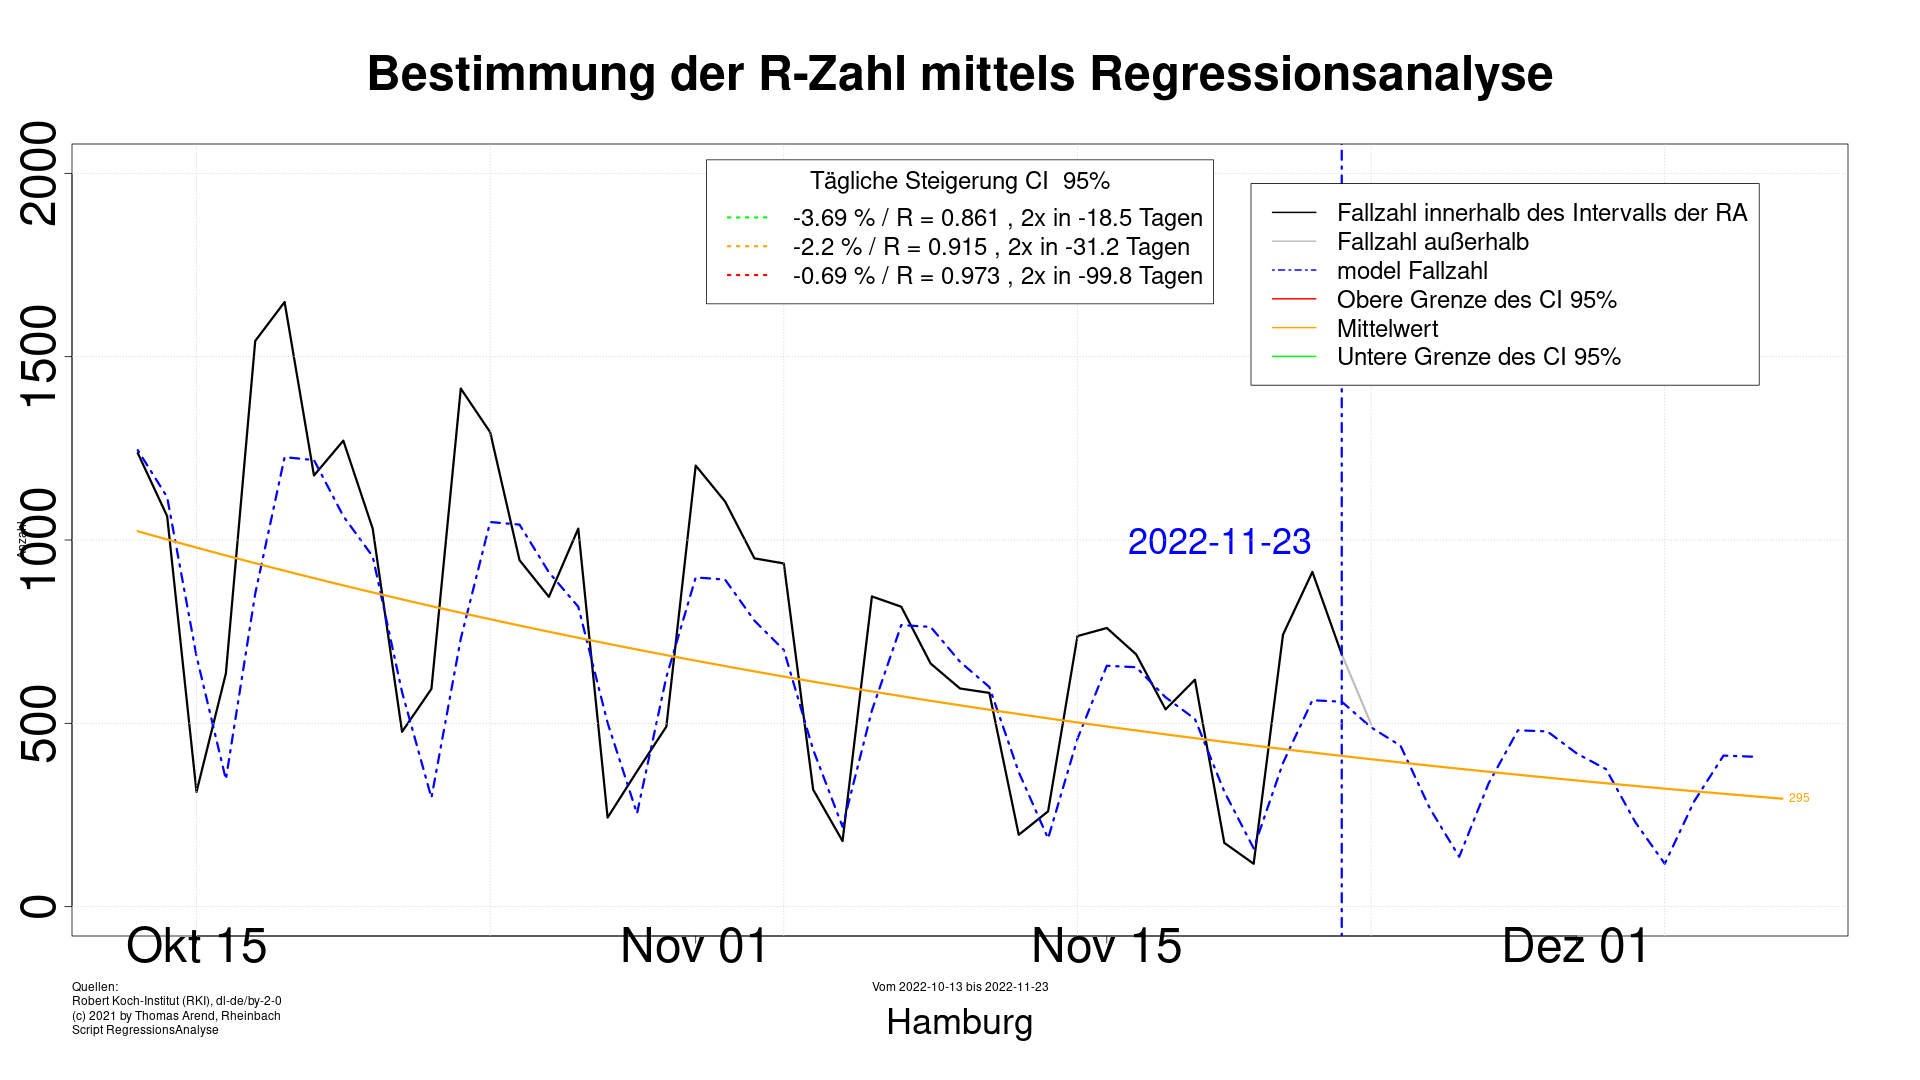 Bestimmung der R-Zahl mittels Regressionsanalyse
Tägliche Steigerung CI  95%
-3.69 % / R = 0.861 , 2x in -18.5 Tagen
-2.2 % / R = 0.915 , 2x in -31.2 Tagen
-0.69 % / R = 0.973 , 2x in -99.8 Tagen
Fallzahl innerhalb des Intervalls der RA
Fallzahl außerhalb
model Fallzahl
Obere Grenze des CI 95%
Mittelwert
Untere Grenze des CI 95%
2000
1500
1000
500
0
Anzahl
2022-11-23
295
Okt 15
Nov 01
Nov 15
Dez 01
Quellen:
Robert Koch-Institut (RKI), dl-de/by-2-0
(c) 2021 by Thomas Arend, Rheinbach
Script RegressionsAnalyse
Vom 2022-10-13 bis 2022-11-23
Hamburg